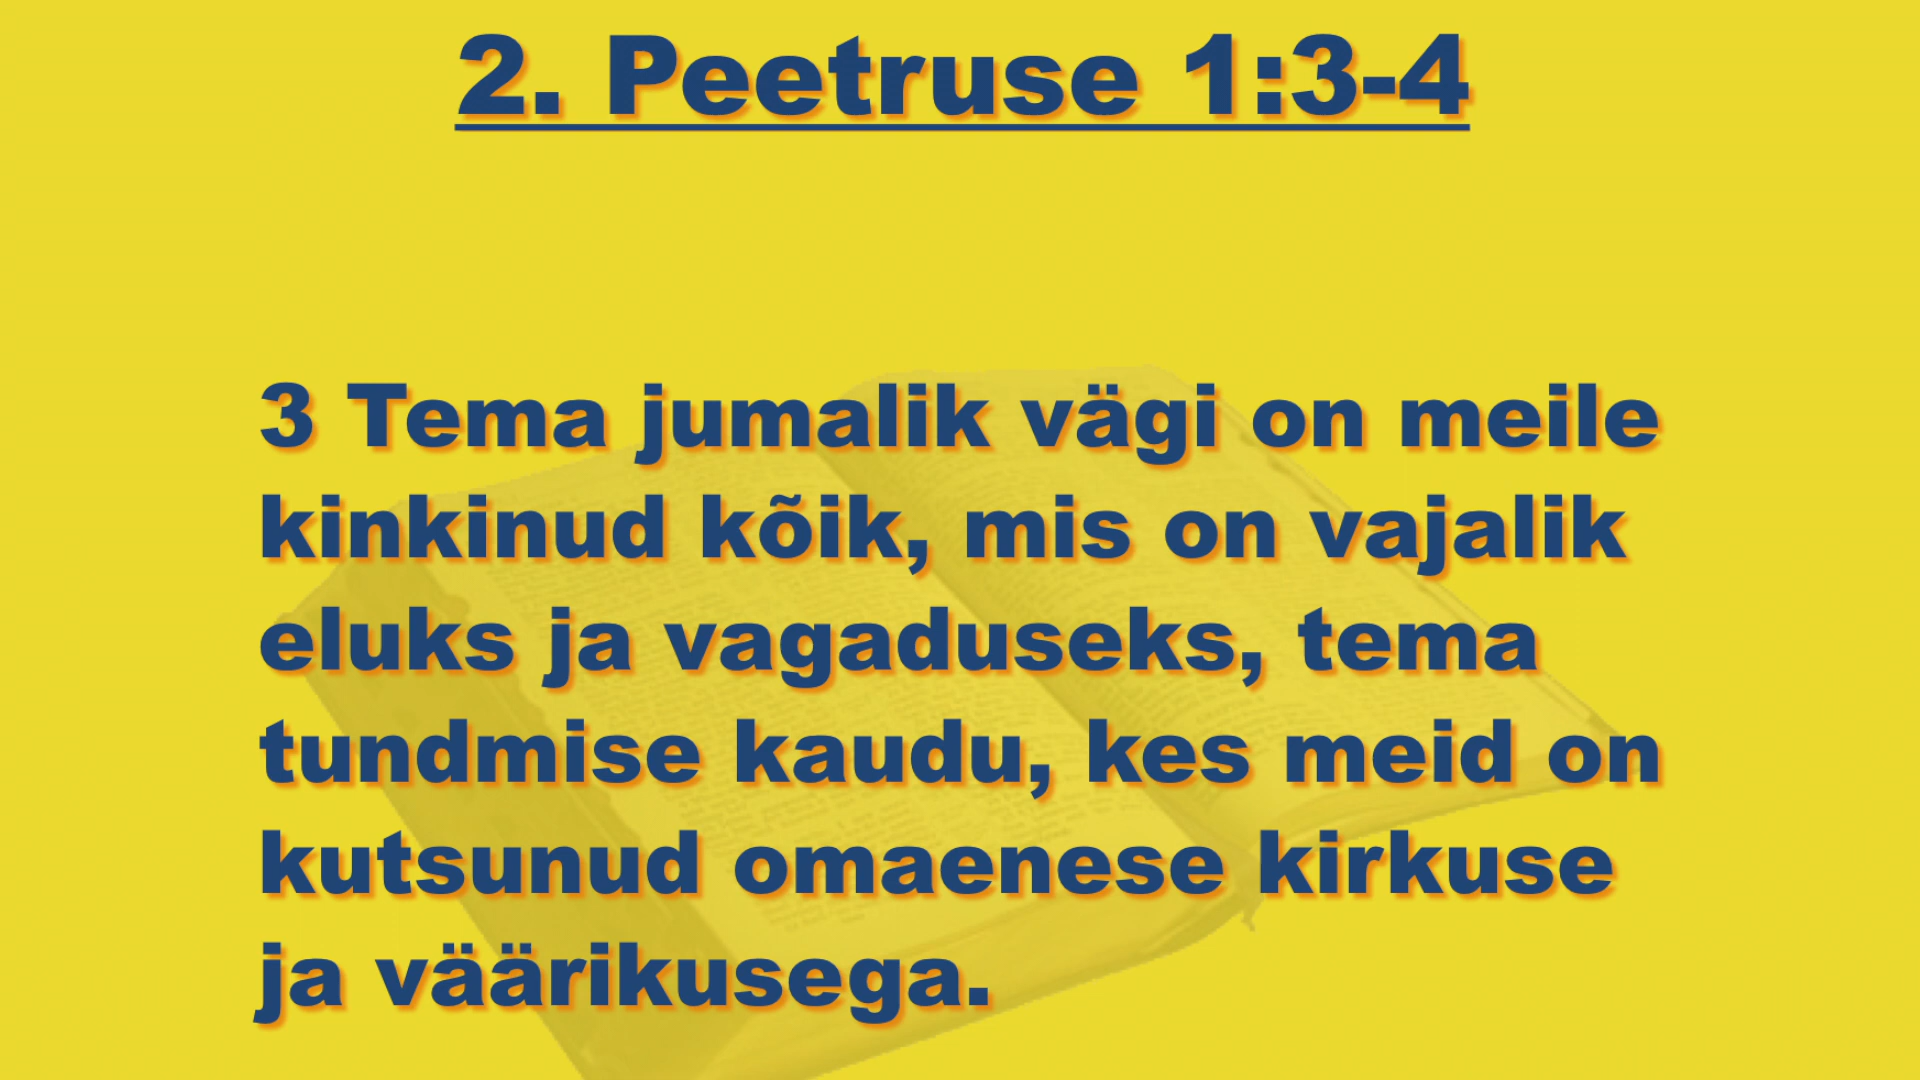 2. Peetruse 1:3-4
3 Tema jumalik vägi on meile
kinkinud kõik, mis on vajalik
eluks ja vagaduseks, tema
tundmise kaudu, kes meid on
kutsunud omaenese kirkuse
ja väärikusega.